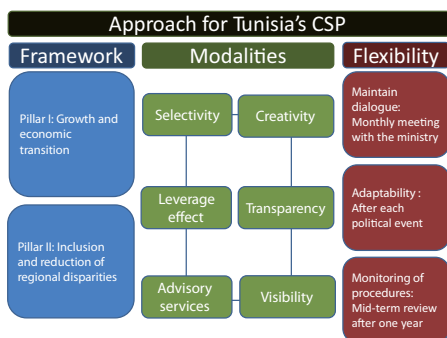 Approach for Tunisia's CSP
Framework
Modalities
Flexibility
Pillar I: Growth and
economic
transition
Pillar II: Inclusion
and reduction of
regional disparities
Selectivity
Creativity
Leverage
effect
Transparency
Advisory
services
Visibility
Maintain
dialogue:
Monthly meeting
with the ministry
Adaptability :
After each
political event
Monitoring of
procedures:
Mid-term review
after one year